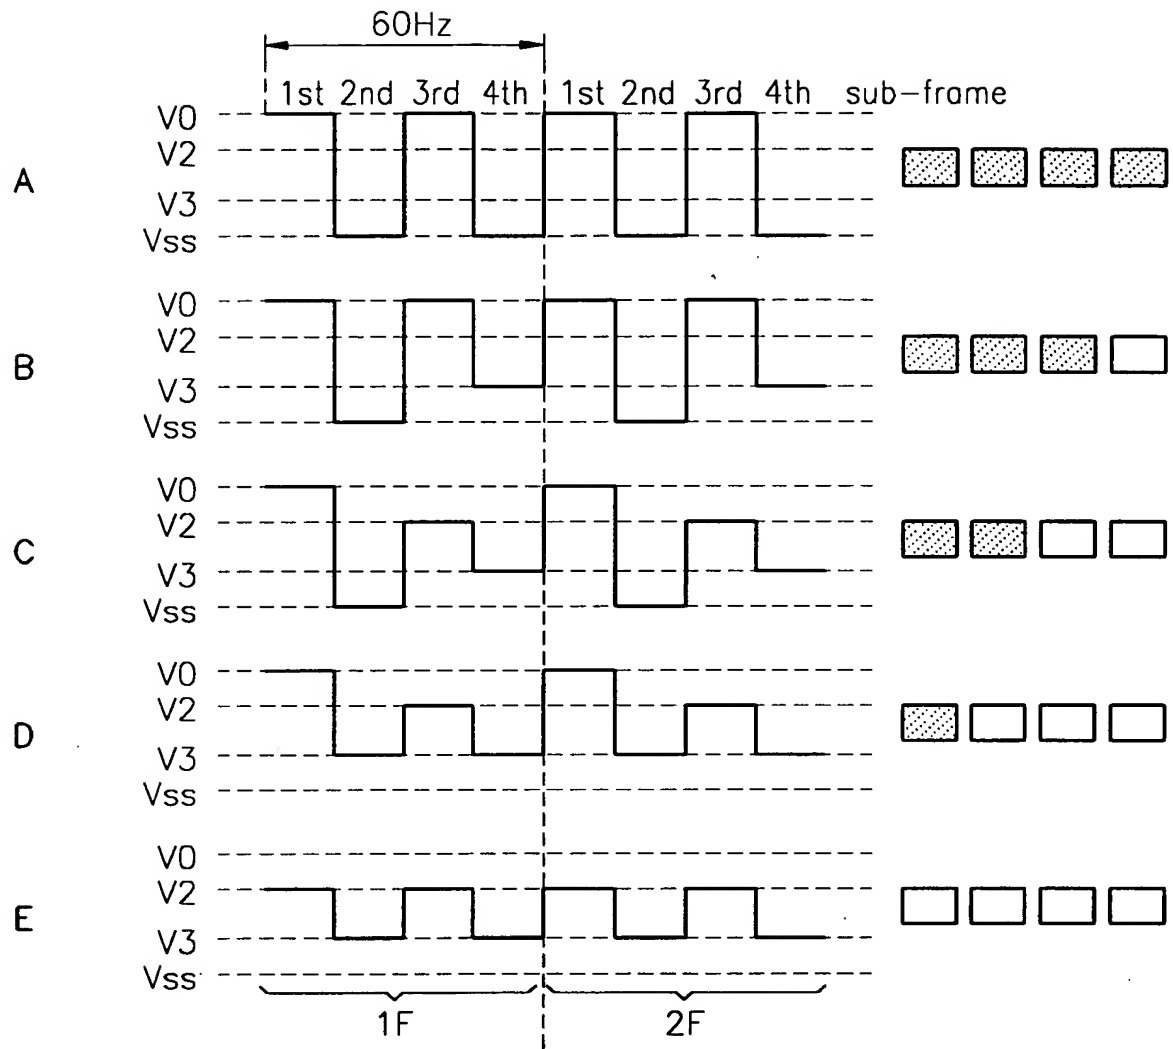 60Hz
1st 2nd 3rd 4th 1st 2nd 3rd 4th sub-frame
V0
V2
A
V3
Vss
V0
V2
B
V3
Vss
V0
V2
C
V3
Vss
V0
V2
D
V3
Vss
V0
V2
E
V3
Vss
1F 2F